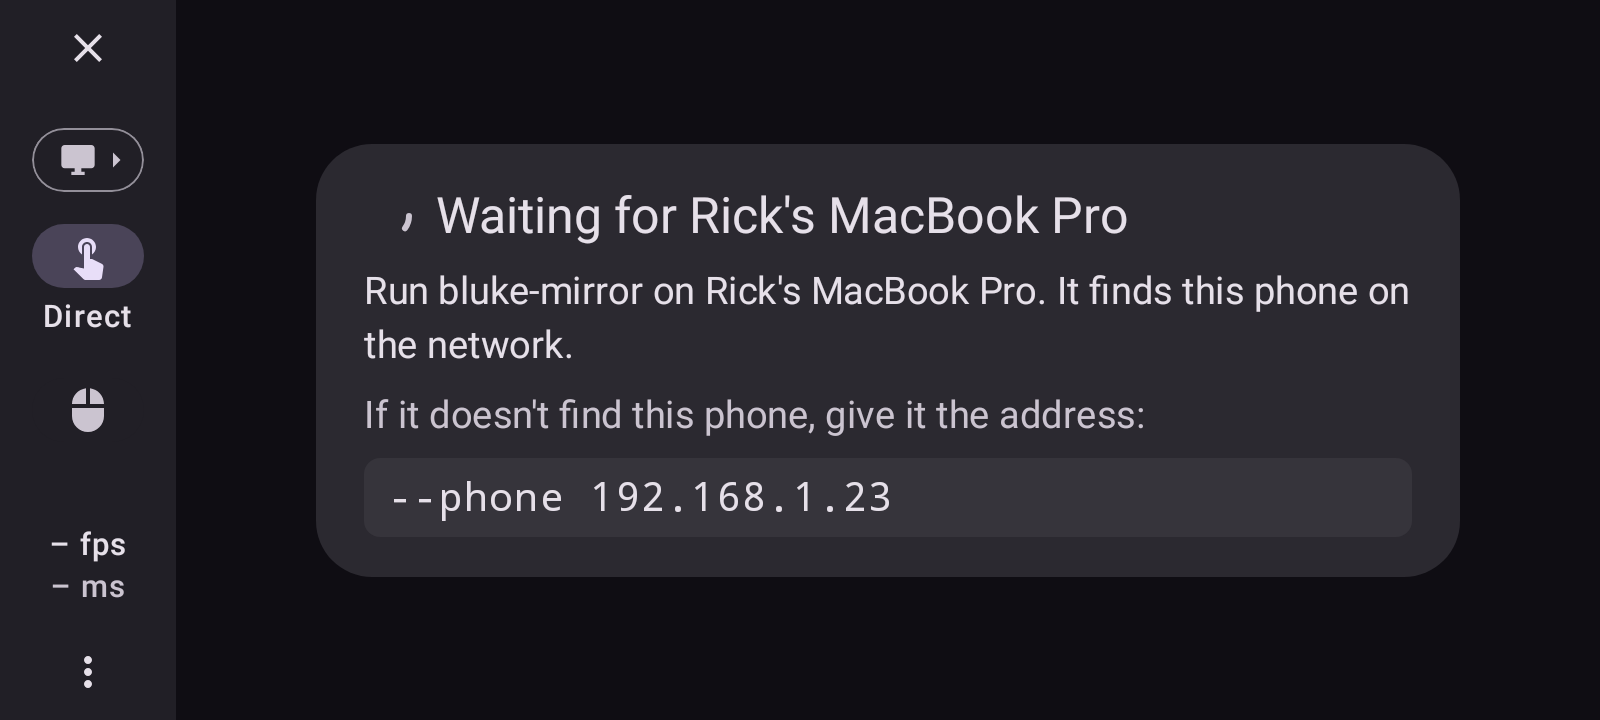 Waiting for Rick's MacBook Pro
Run bluke-mirror on Rick's MacBook Pro. It finds this phone on
the network.
If it doesn't find this phone, give it the address:
--phone 192.168.1.23
Direct
– fps
– ms